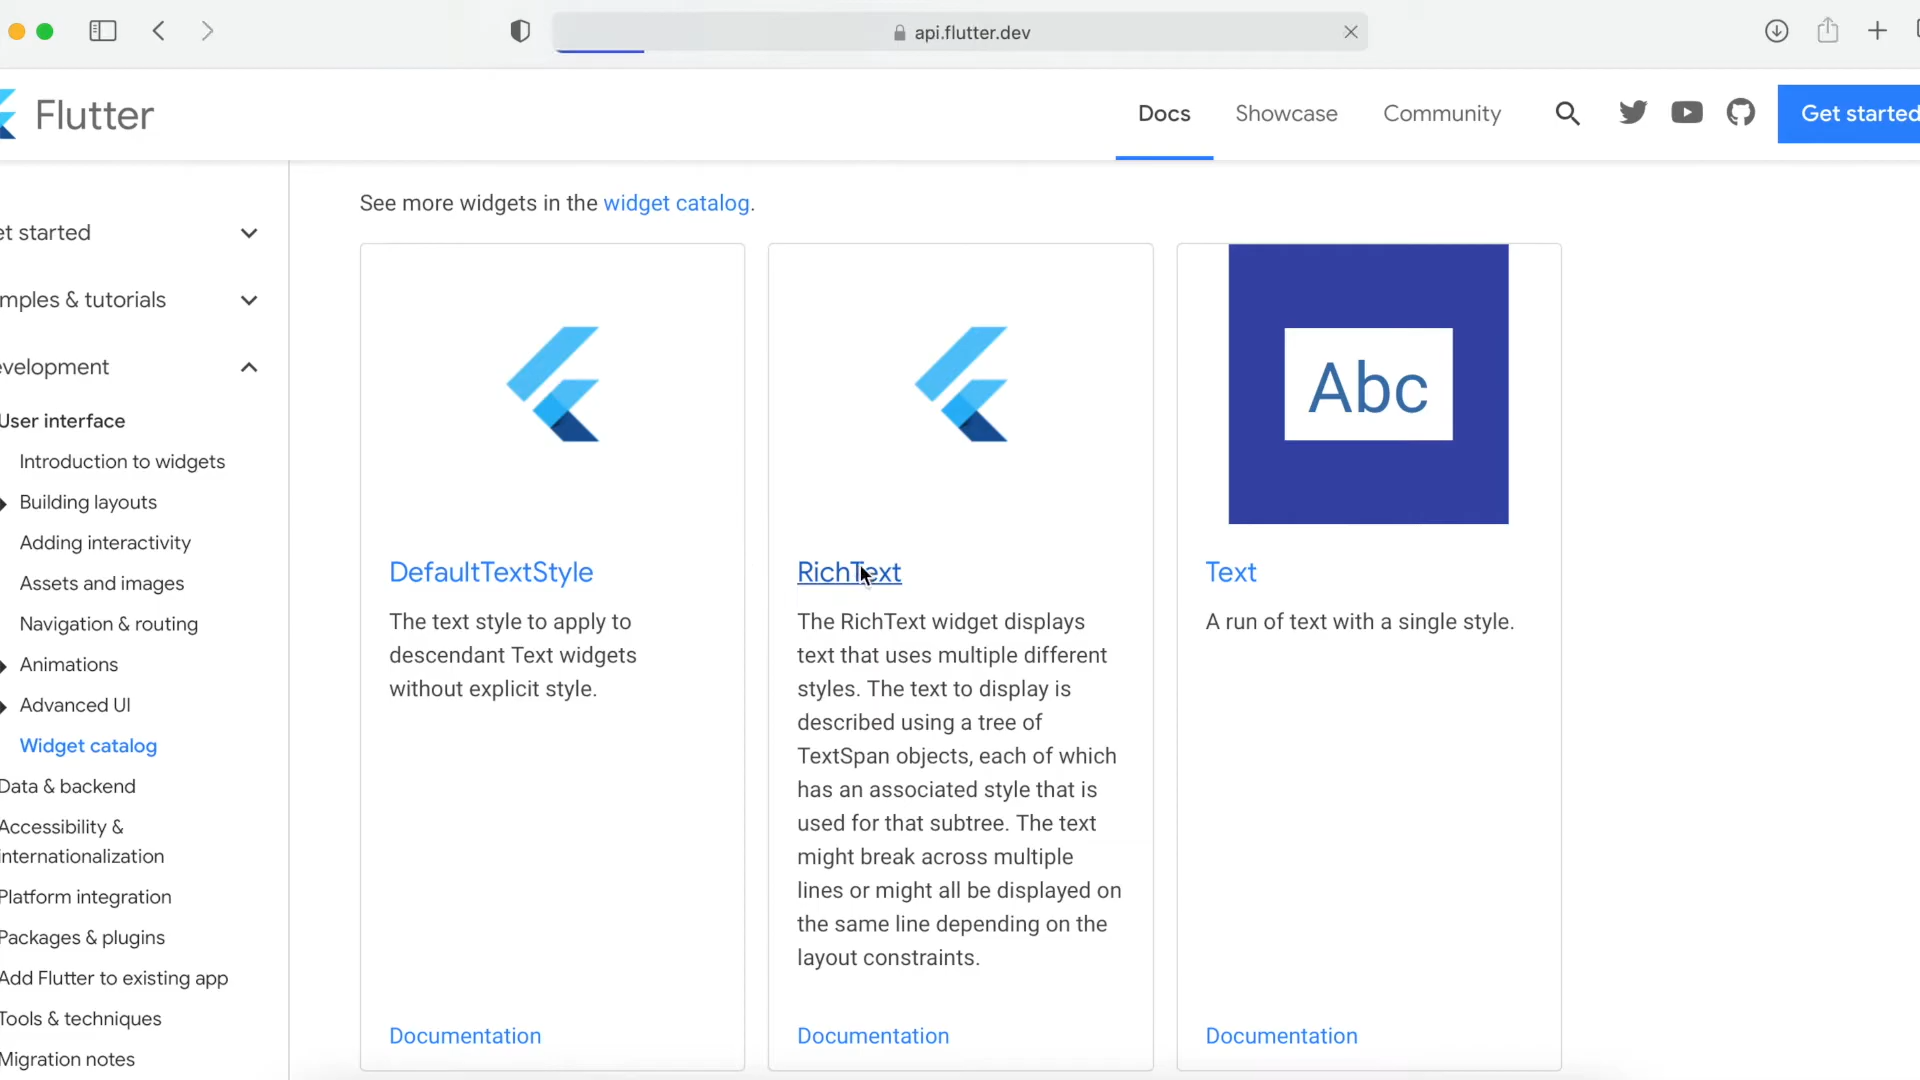 api.flutter.dev
Flutter
Docs
Showcase
Community
Get started
See more widgets in the widget catalog.
et started
mples & tutorials
evelopment
User interface
Introduction to widgets
Building layouts
Adding interactivity
Assets and images
Navigation & routing
Animations
Advanced UI
Widget catalog
Data & backend
Accessibility &
internationalization
Platform integration
Packages & plugins
Add Flutter to existing app
Tools & techniques
Migration notes
DefaultTextStyle
The text style to apply to
descendant Text widgets
without explicit style.
Documentation
RichText
The RichText widget displays
text that uses multiple different
styles. The text to display is
described using a tree of
TextSpan objects, each of which
has an associated style that is
used for that subtree. The text
might break across multiple
lines or might all be displayed on
the same line depending on the
layout constraints.
Documentation
Abc
Text
A run of text with a single style.
Documentation